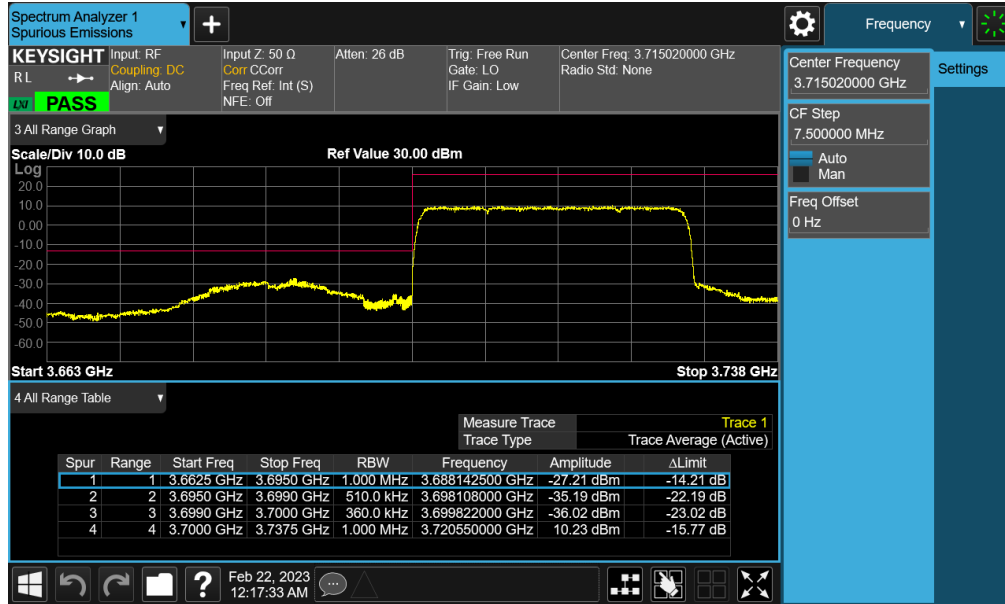 Spectrum Analyzer 1
Spurious Emissions
+
Frequency
KEYSIGHT
RL
LXI
PASS
Input: RF
Coupling: DC
Align: Auto
Input Z: 50 Ω
Corr CCorr
Freq Ref: Int (S)
NFE: Off
Atten: 26 dB
Trig: Free Run
Gate: LO
IF Gain: Low
Center Freq: 3.715020000 GHz
Radio Std: None
Center Frequency
3.715020000 GHz
Settings
CF Step
7.500000 MHz
Auto
Man
Freq Offset
0 Hz
3 All Range Graph
Scale/Div 10.0 dB
Ref Value 30.00 dBm
Log
20.0
10.0
0.00
-10.0
-20.0
-30.0
-40.0
-50.0
-60.0
Start 3.663 GHz
Stop 3.738 GHz
4 All Range Table
Measure Trace Trace 1
Trace Type Trace Average (Active)
Spur Range Start Freq Stop Freq RBW Frequency Amplitude ΔLimit
1 1 3.6625 GHz 3.6950 GHz 1.000 MHz 3.688142500 GHz -27.21 dBm -14.21 dB
2 2 3.6950 GHz 3.6990 GHz 510.0 kHz 3.698108000 GHz -35.19 dBm -22.19 dB
3 3 3.6990 GHz 3.7000 GHz 360.0 kHz 3.699822000 GHz -36.02 dBm -23.02 dB
4 4 3.7000 GHz 3.7375 GHz 1.000 MHz 3.720550000 GHz 10.23 dBm -15.77 dB
?
Feb 22, 2023
12:17:33 AM